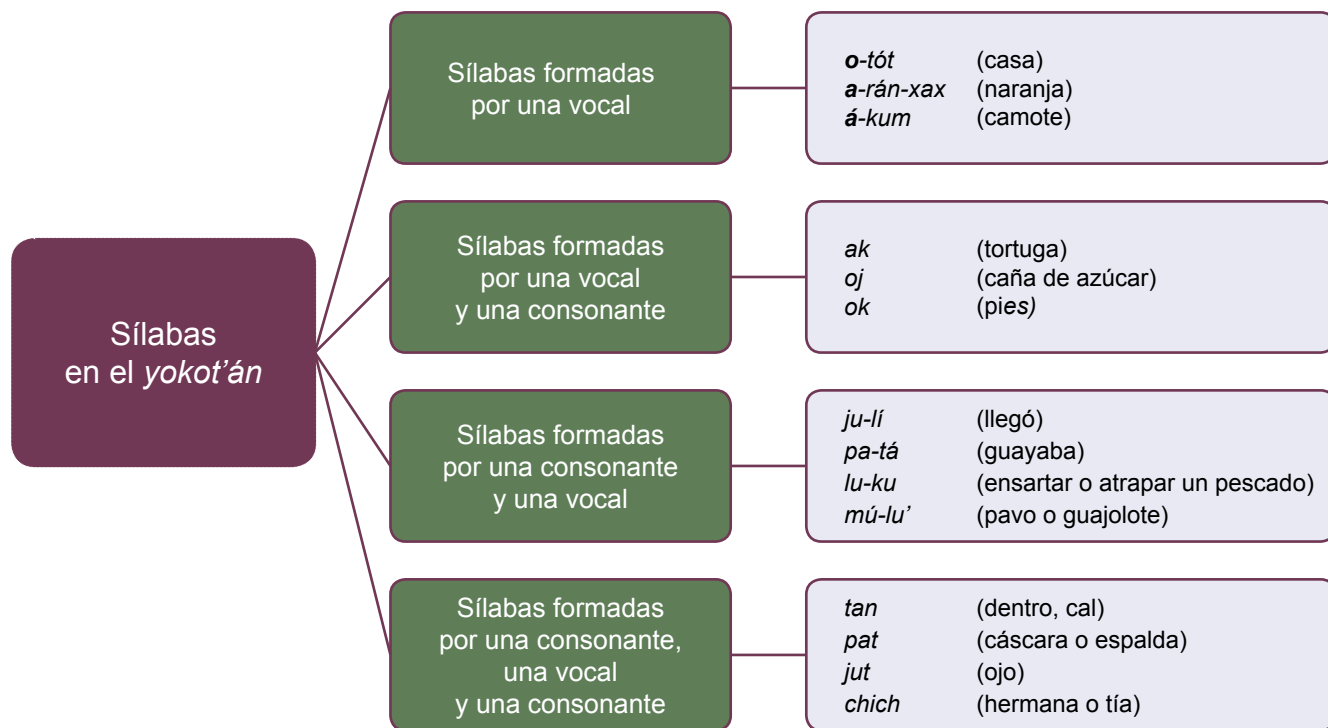 Sílabas
en el yokot’án
Sílabas formadas
por una vocal
o-tót (casa)
a-rán-xax (naranja)
á-kum (camote)
Sílabas formadas
por una vocal
y una consonante
ak (tortuga)
oj (caña de azúcar)
ok (pies)
Sílabas formadas
por una consonante
y una vocal
ju-lí (llegó)
pa-tá (guayaba)
lu-ku (ensartar o atrapar un pescado)
mú-lu’ (pavo o guajolote)
Sílabas formadas
por una consonante,
una vocal
y una consonante
tan (dentro, cal)
pat (cáscara o espalda)
jut (ojo)
chich (hermana o tía)